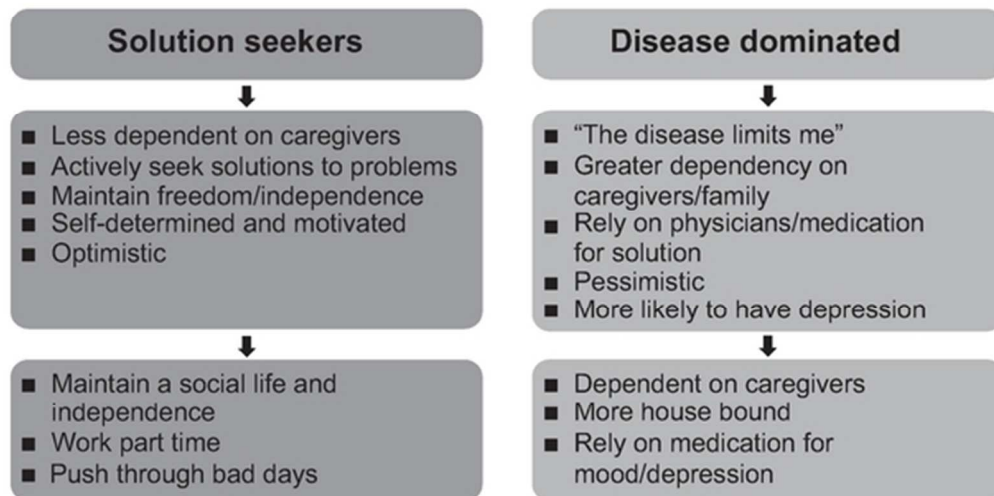 Solution seekers
■ Less dependent on caregivers
■ Actively seek solutions to problems
■ Maintain freedom/independence
■ Self-determined and motivated
■ Optimistic
■ Maintain a social life and
independence
■ Work part time
■ Push through bad days
Disease dominated
■ “The disease limits me”
■ Greater dependency on
caregivers/family
■ Rely on physicians/medication
for solution
■ Pessimistic
■ More likely to have depression
■ Dependent on caregivers
■ More house bound
■ Rely on medication for
mood/depression